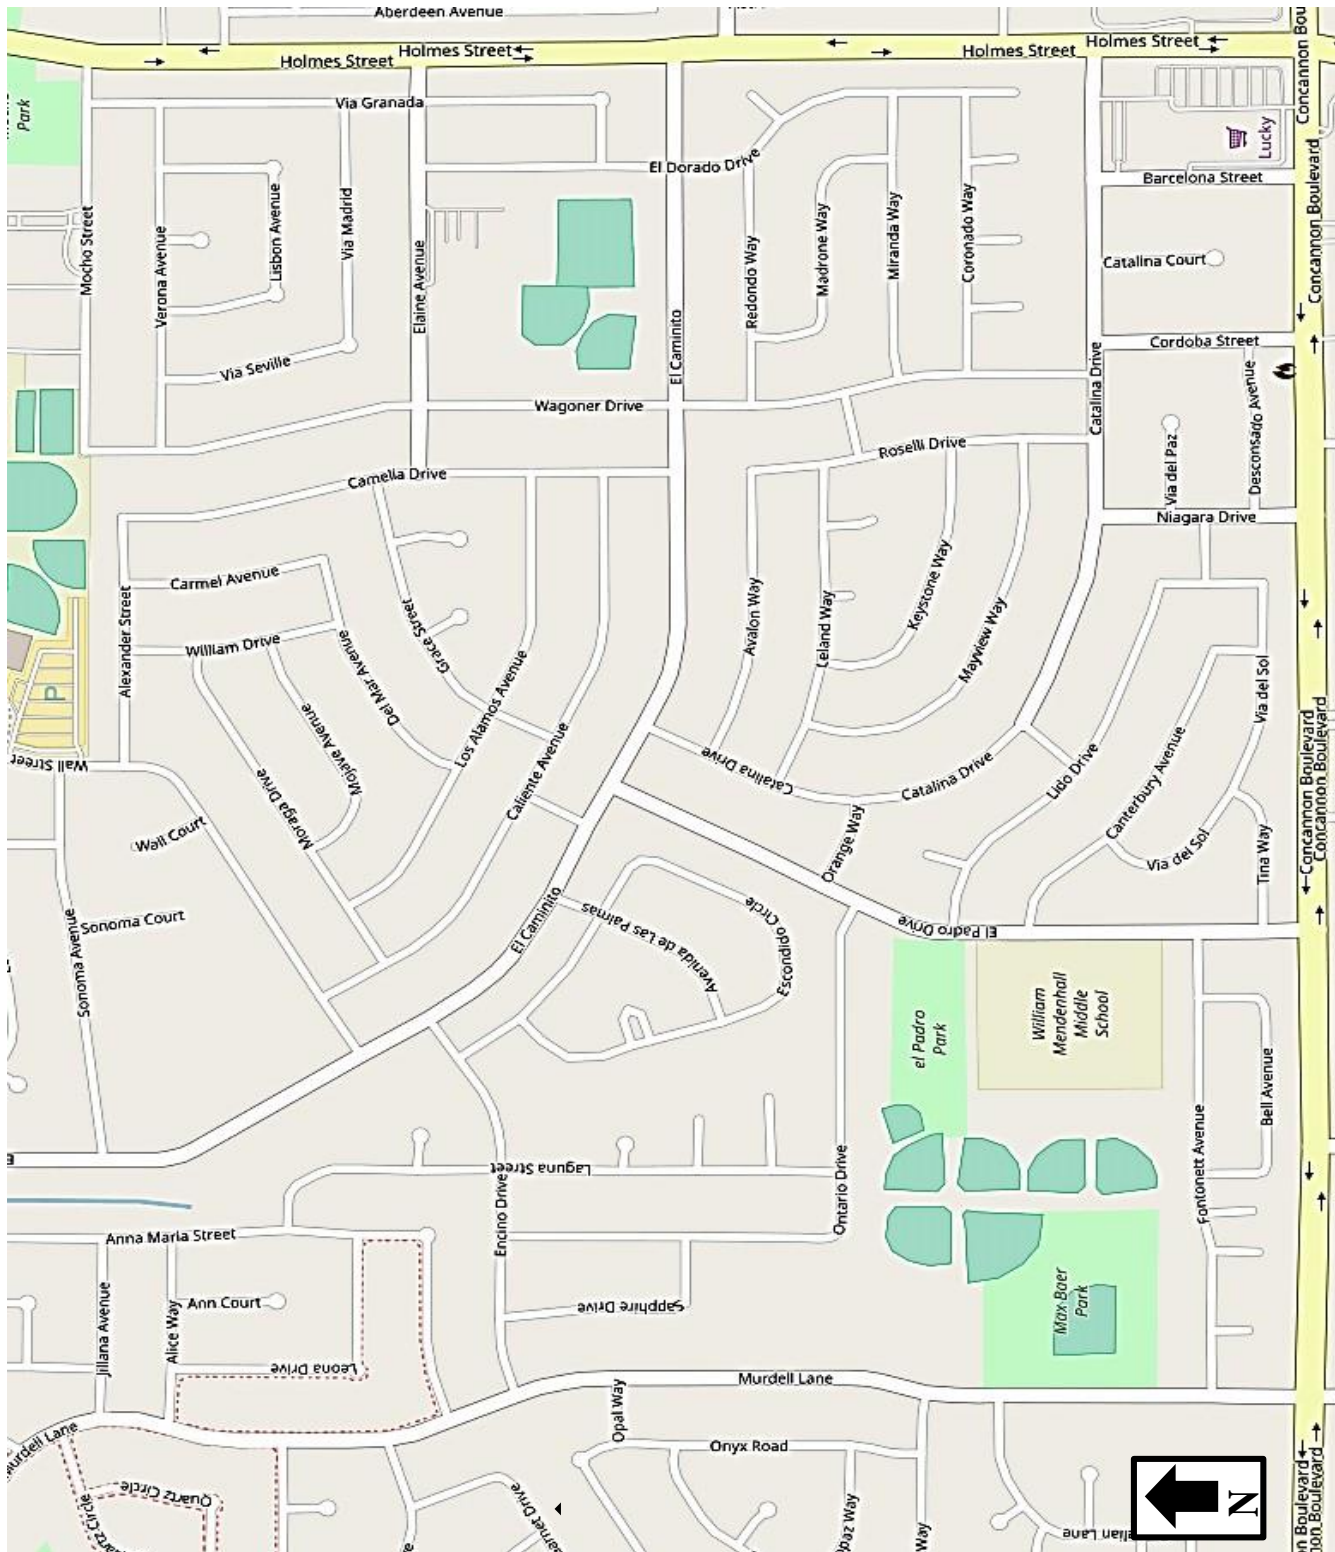 Aberdeen Avenue
Holmes Street
Holmes Street
Holmes Street
Holmes Street
Concannon Boulevard
Park
Via Granada
Lucky
El Dorado Drive
Barcelona Street
Mocho Street
Verona Avenue
Lisbon Avenue
Via Madrid
Elaine Avenue
El Caminito
Redondo Way
Madrone Way
Miranda Way
Coronado Way
Catalina Court
Concannon Boulevard
Cordoba Street
Via Seville
Wagoner Drive
Catalina Drive
Roselli Drive
Via del Paz
Desconsado Avenue
Camelia Drive
Niagara Drive
Carmel Avenue
Alexander Street
William Drive
Grace Street
Del Mar Avenue
Mojave Avenue
Moraga Drive
Los Alamos Avenue
Caliente Avenue
Avalon Way
Leland Way
Keystone Way
Mayview Way
P
Wall Street
Wall Court
Catalina Drive
Catalina Drive
Lido Drive
Canterbury Avenue
Via del Sol
Via del Sol
Tina Way
Concannon Boulevard
Concannon Boulevard
Orange Way
Sonoma Avenue
Sonoma Court
El Caminito
Avenida de Las Palmas
Escondido Circle
El Padro Drive
el Padro
Park
William
Mendenhall
Middle
School
Bell Avenue
Fontonett Avenue
Laguna Street
Encino Drive
Ontario Drive
Anna Maria Street
Jillana Avenue
Alice Way
Ann Court
Leona Drive
Sapphire Drive
Max Baer
Park
Murdell Lane
Murdell Lane
Opal Way
Onyx Road
Quartz Circle
Way
N